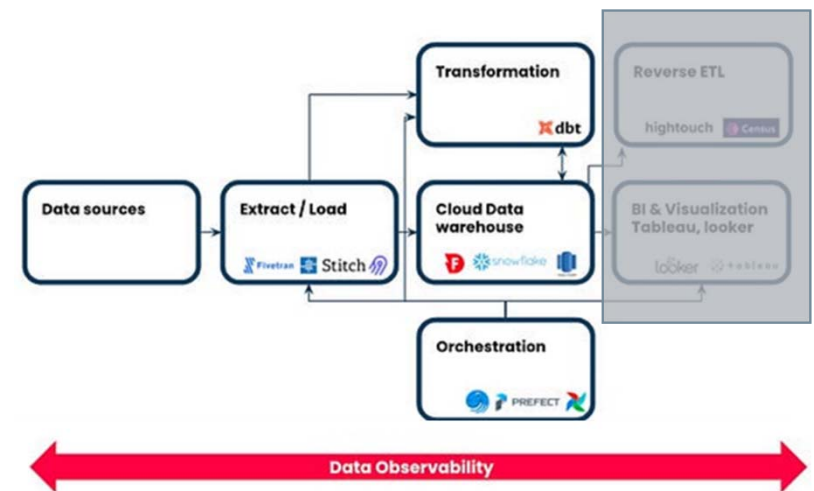 Transformation
dbt
Reverse ETL
hightouch Census
Data sources
Extract / Load
Fivetran Stitch
Cloud Data
warehouse
snowflake
BI & Visualization
Tableau, looker
looker tableau
Orchestration
PREFECT
Data Observability